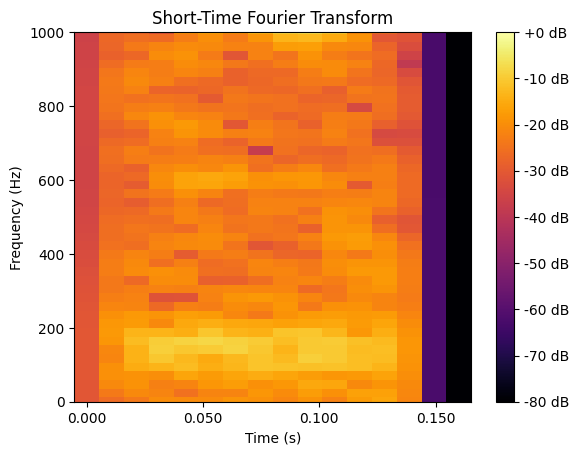 Short-Time Fourier Transform
1000
800
600
400
200
0
Frequency (Hz)
0.000
0.050
0.100
0.150
Time (s)
+0 dB
-10 dB
-20 dB
-30 dB
-40 dB
-50 dB
-60 dB
-70 dB
-80 dB